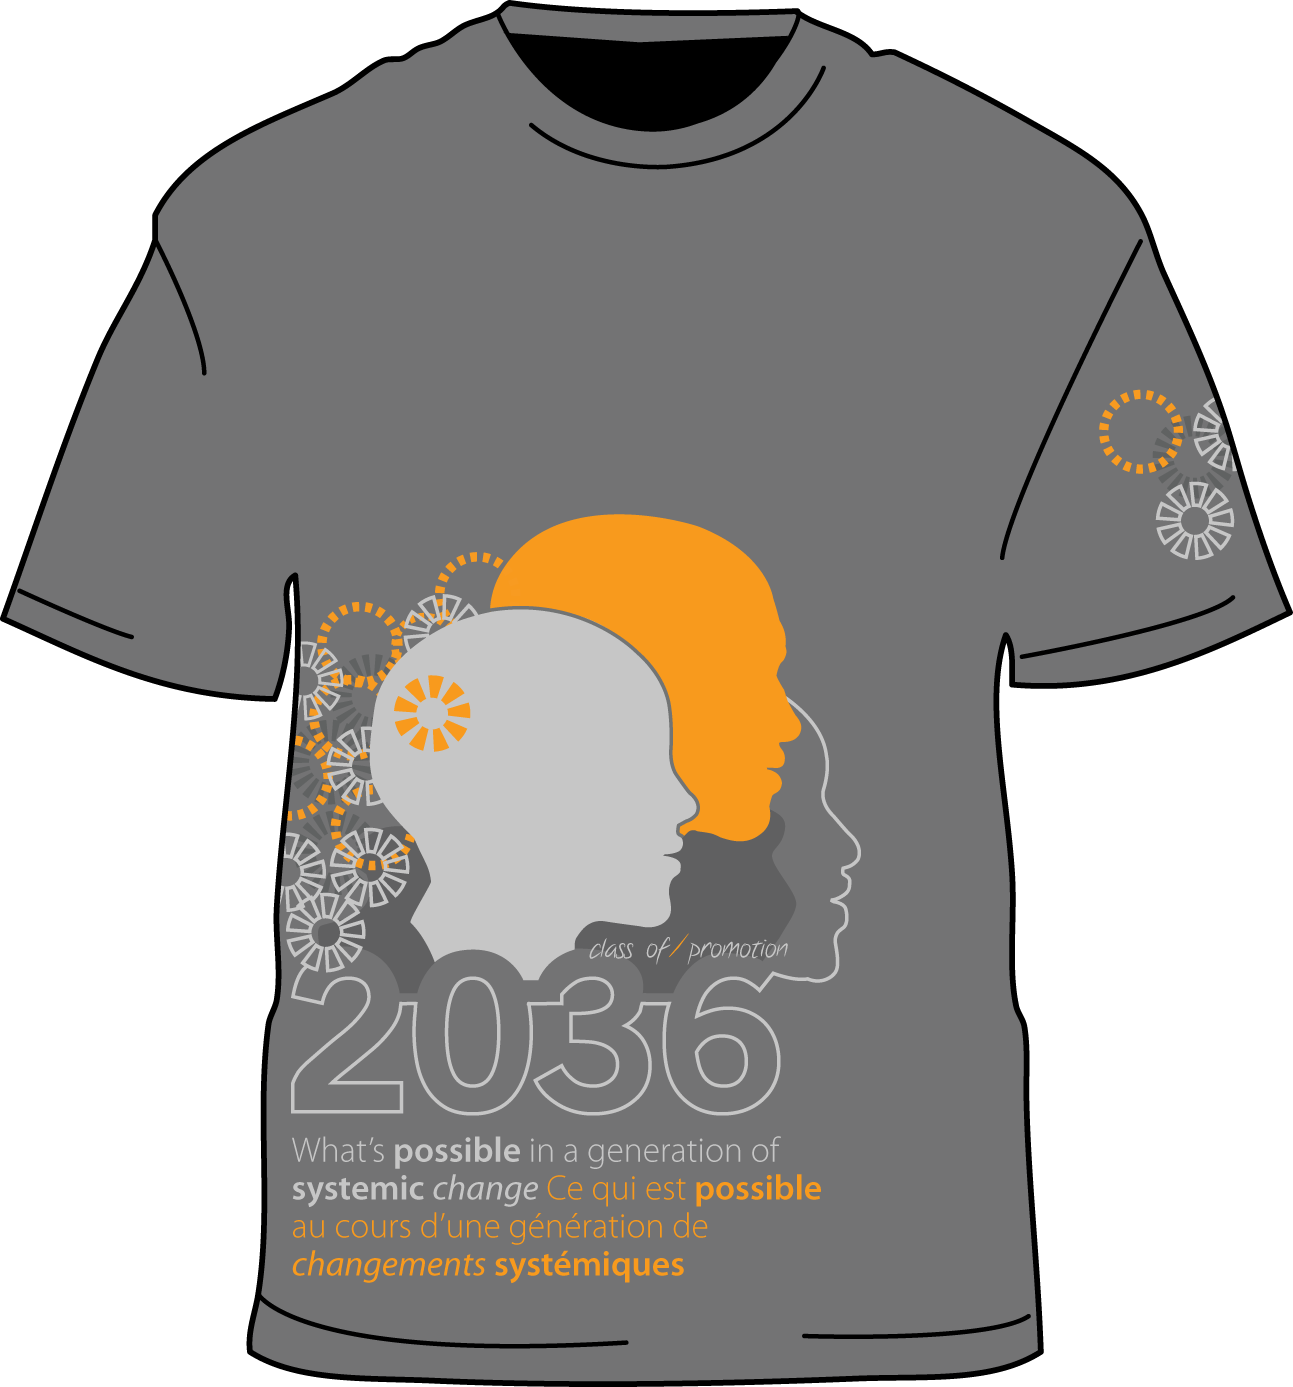 class of / promotion
2036
What's possible in a generation of
systemic change Ce qui est possible
au cours d'une génération de
changements systémiques